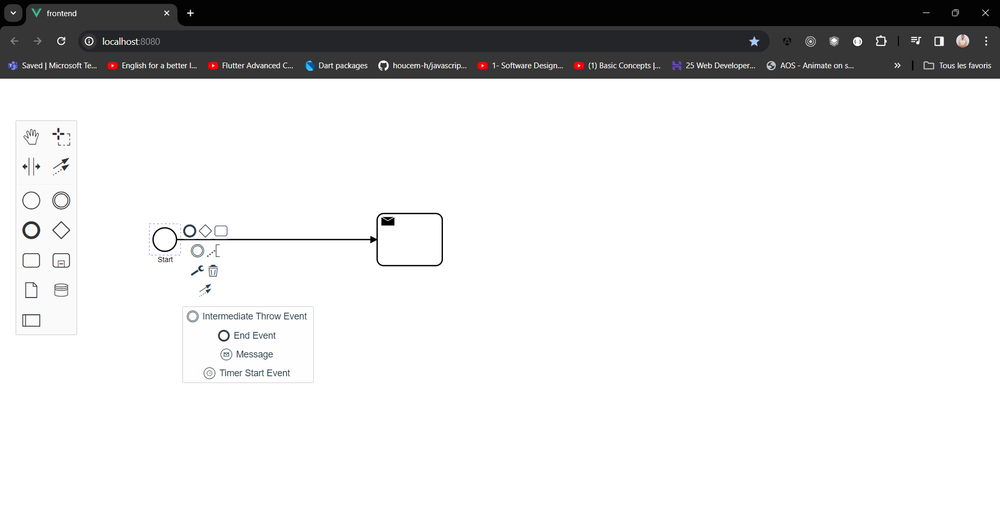 frontend
localhost:8080
Saved | Microsoft Te...
English for a better l...
Flutter Advanced C...
Dart packages
houcem-h/javascrip...
1- Software Design...
(1) Basic Concepts |...
25 Web Developer...
AOS - Animate on s...
Tous les favoris
Start
Intermediate Throw Event
End Event
Message
Timer Start Event